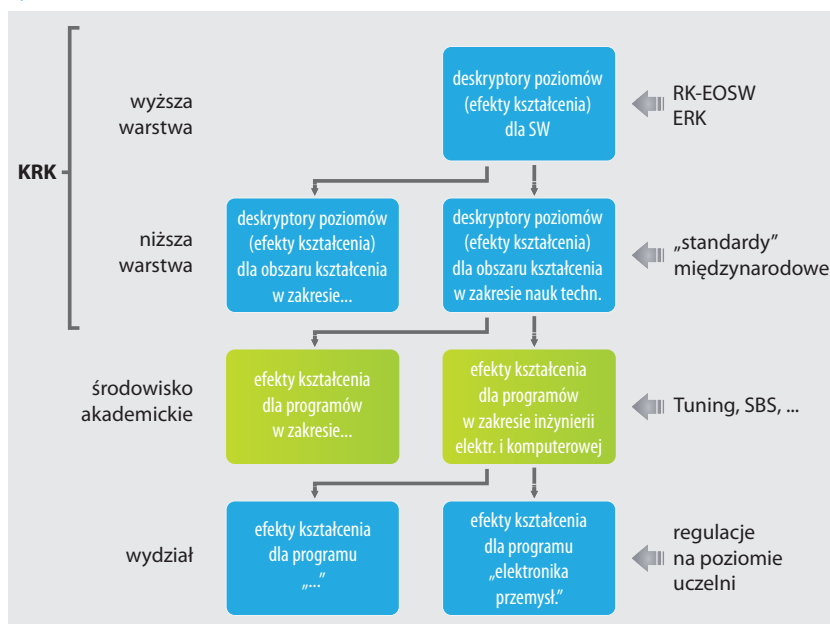 KRK
wyższa
warstwa
deskryptory poziomów
(efekty kształcenia)
dla SW
RK-EOSW
ERK
niższa
warstwa
deskryptory poziomów
(efekty kształcenia)
dla obszaru kształcenia
w zakresie...
deskryptory poziomów
(efekty kształcenia)
dla obszaru kształcenia
w zakresie nauk techn.
„standardy”
międzynarodowe
środowisko
akademickie
efekty kształcenia
dla programów
w zakresie...
efekty kształcenia
dla programów
w zakresie inżynierii
elektr. i komputerowej
Tuning, SBS, ...
wydział
efekty kształcenia
dla programu
„...”
efekty kształcenia
dla programu
„elektronika
przemysł.”
regulacje
na poziomie
uczelni